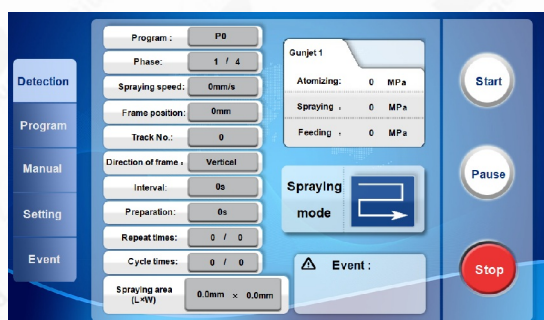 Detection
Program
Manual
Setting
Event
Program : P0
Phase: 1 / 4
Spraying speed: 0mm/s
Frame position: 0mm
Track No.: 0
Direction of frame : Vertical
Interval: 0s
Preparation: 0s
Repeat times: 0 / 0
Cycle times: 0 / 0
Spraying area
(L×W) 0.0mm × 0.0mm
Gunjet 1
Atomizing: 0 MPa
Spraying : 0 MPa
Feeding : 0 MPa
Spraying
mode
Event :
Start
Pause
Stop